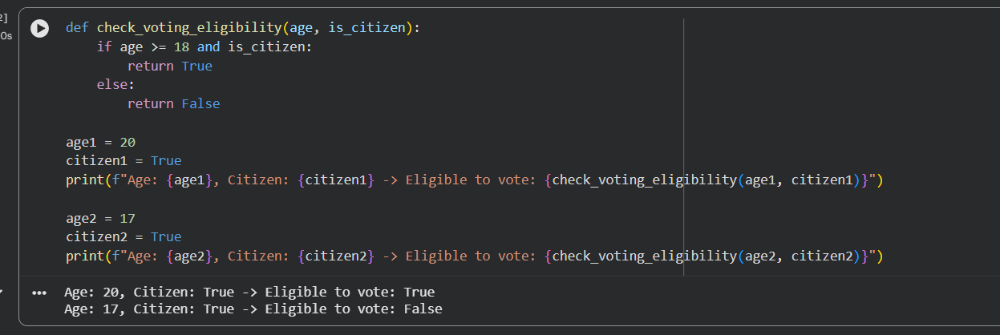 2]
0s
def check_voting_eligibility(age, is_citizen):
    if age >= 18 and is_citizen:
        return True
    else:
        return False

age1 = 20
citizen1 = True
print(f"Age: {age1}, Citizen: {citizen1} -> Eligible to vote: {check_voting_eligibility(age1, citizen1)}")

age2 = 17
citizen2 = True
print(f"Age: {age2}, Citizen: {citizen2} -> Eligible to vote: {check_voting_eligibility(age2, citizen2)}")

Age: 20, Citizen: True -> Eligible to vote: True
Age: 17, Citizen: True -> Eligible to vote: False